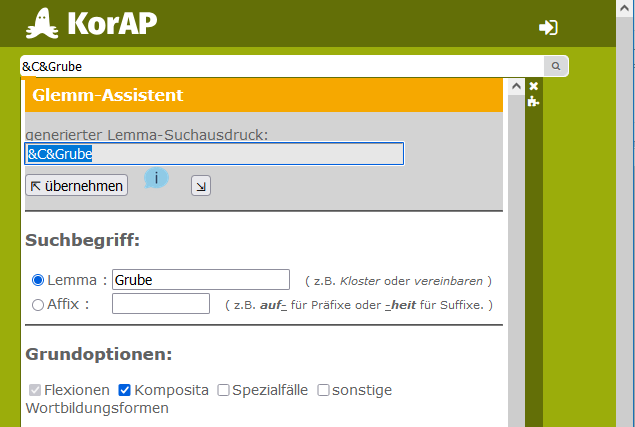 KorAP
&C&Grube
Glemm-Assistent
generierter Lemma-Suchausdruck:
&C&Grube
übernehmen
i
Suchbegriff:
Lemma : Grube ( z.B. Kloster oder vereinbaren )
Affix : ( z.B. auf- für Präfixe oder -heit für Suffixe. )
Grundoptionen:
Flexionen Komposita Spezialfälle sonstige
Wortbildungsformen